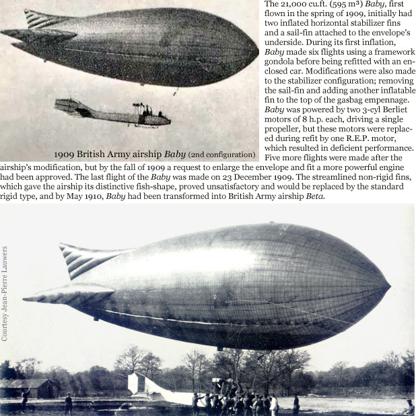 The 21,000 cu.ft. (595 m³) Baby, first
flown in the spring of 1909, initially had
two inflated horizontal stabilizer fins
and a sail-fin attached to the envelope's
underside. During its first inflation,
Baby made six flights using a framework
gondola before being refitted with an en-
closed car. Modifications were also made
to the stabilizer configuration; removing
the sail-fin and adding another inflatable
fin to the top of the gasbag empennage.
Baby was powered by two 3-cyl Berliet
motors of 8 h.p. each, driving a single
propeller, but these motors were replac-
ed during refit by one R.E.P. motor,
which resulted in deficient performance.
Five more flights were made after the
airship's modification, but by the fall of 1909 a request to enlarge the envelope and fit a more powerful engine
had been approved. The last flight of the Baby was made on 23 December 1909. The streamlined non-rigid fins,
which gave the airship its distinctive fish-shape, proved unsatisfactory and would be replaced by the standard
rigid type, and by May 1910, Baby had been transformed into British Army airship Beta.
1909 British Army airship Baby (2nd configuration)
Courtesy Jean-Pierre Lauwers